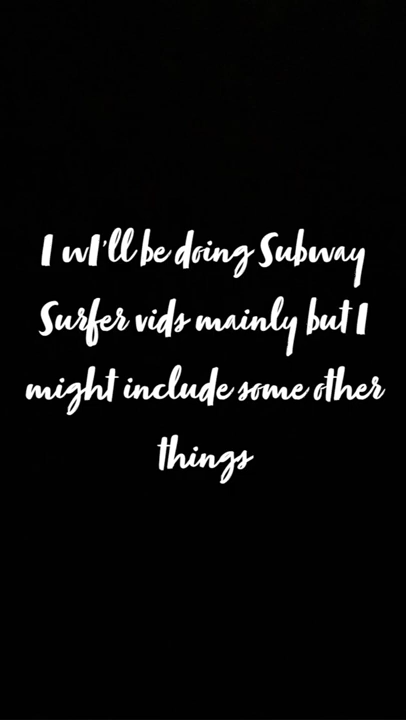 I wI'll be doing Subway
Surfer vids mainly but I
might include some other
things